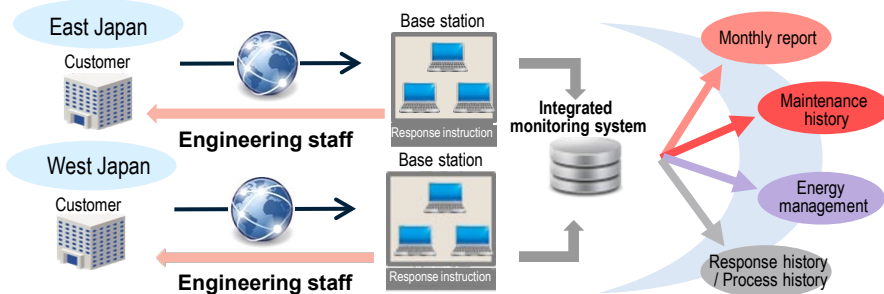 East Japan
Customer
Engineering staff
Base station
Response instruction
West Japan
Customer
Engineering staff
Base station
Response instruction
Integrated
monitoring system
Monthly report
Maintenance
history
Energy
management
Response history
/ Process history